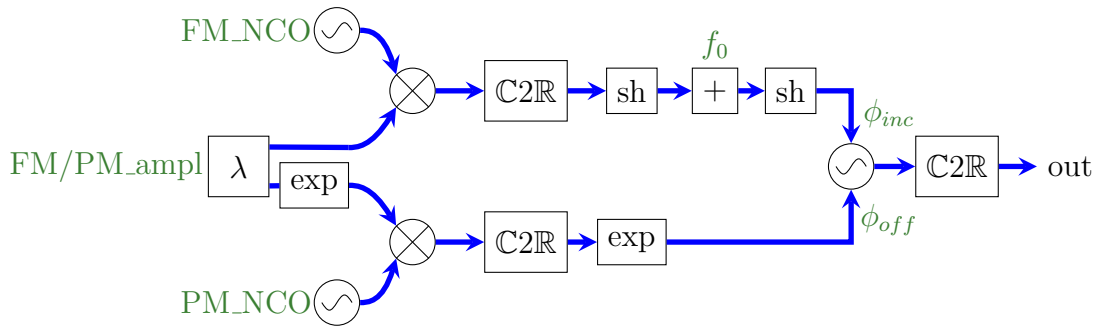 FM_NCO
f₀
ℂ2ℝ
sh
+
sh
ϕ_inc
FM/PM_ampl
λ
exp
ℂ2ℝ
out
ϕ_off
ℂ2ℝ
exp
PM_NCO